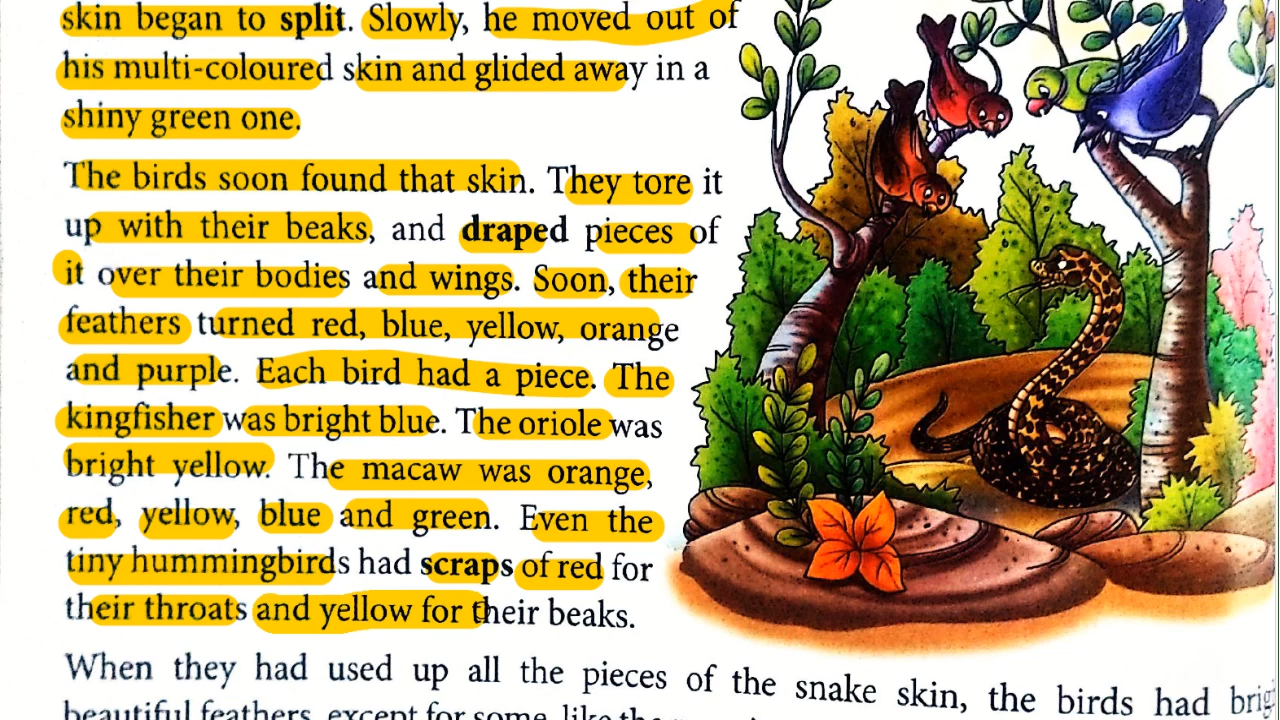 skin began to split. Slowly, he moved out of
his multi-coloured skin and glided away in a
shiny green one.
The birds soon found that skin. They tore it
up with their beaks, and draped pieces of
it over their bodies and wings. Soon, their
feathers turned red, blue, yellow, orange
and purple. Each bird had a piece. The
kingfisher was bright blue. The oriole was
bright yellow. The macaw was orange,
red, yellow, blue and green. Even the
tiny hummingbirds had scraps of red for
their throats and yellow for their beaks.
When they had used up all the pieces of the snake skin, the birds had
beautiful feathers, except for some, like the